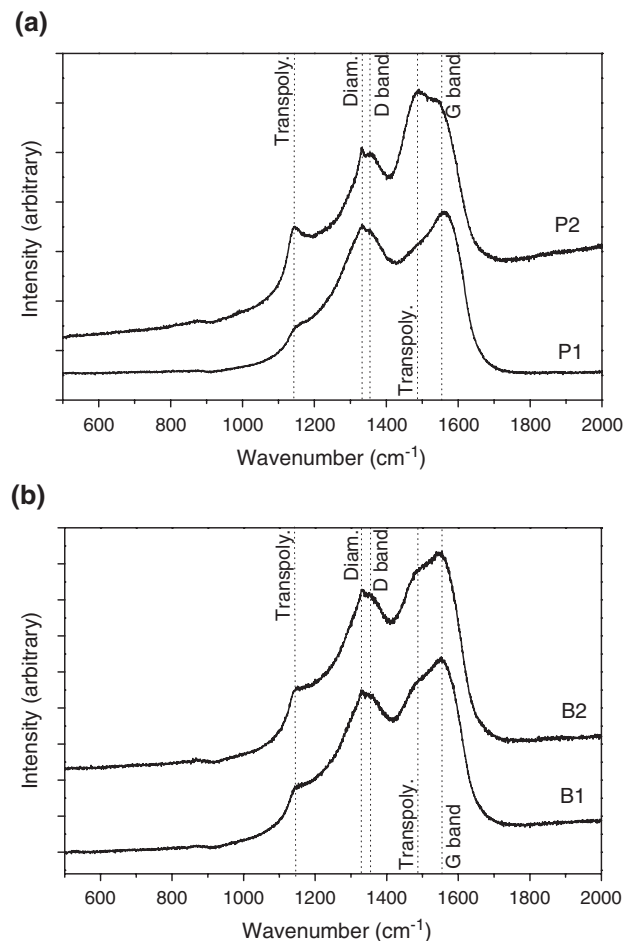 (a)
Transpoly.
Diam.
D band
G band
P2
P1
Transpoly.
Intensity (arbitrary)
600 800 1000 1200 1400 1600 1800 2000
Wavenumber (cm-1)
(b)
Transpoly.
Diam.
D band
B2
B1
Transpoly.
G band
Intensity (arbitrary)
600 800 1000 1200 1400 1600 1800 2000
Wavenumber (cm-1)